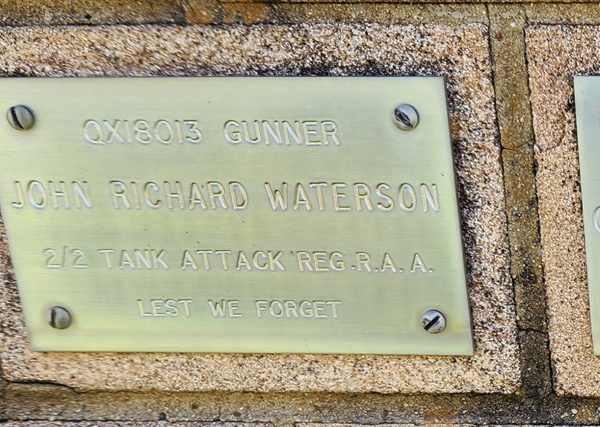 QX18013 GUNNER
JOHN RICHARD WATERSON
2/2 TANK ATTACK REG.R.A.A.
LEST WE FORGET